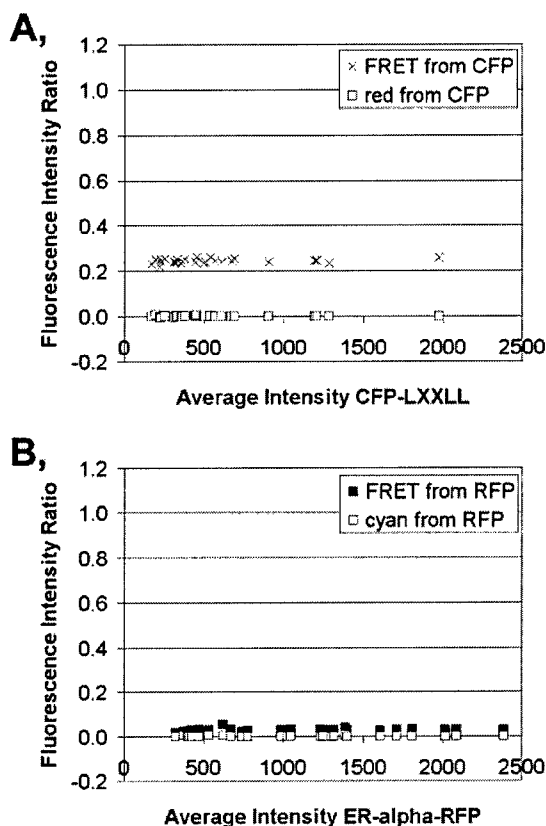 A,
Fluorescence Intensity Ratio
1.2
1.0
0.8
0.6
0.4
0.2
0.0
-0.2
FRET from CFP
red from CFP
0 500 1000 1500 2000 2500
Average Intensity CFP-LXXLL
B,
Fluorescence Intensity Ratio
1.2
1.0
0.8
0.6
0.4
0.2
0.0
-0.2
FRET from RFP
cyan from RFP
0 500 1000 1500 2000 2500
Average Intensity ER-alpha-RFP